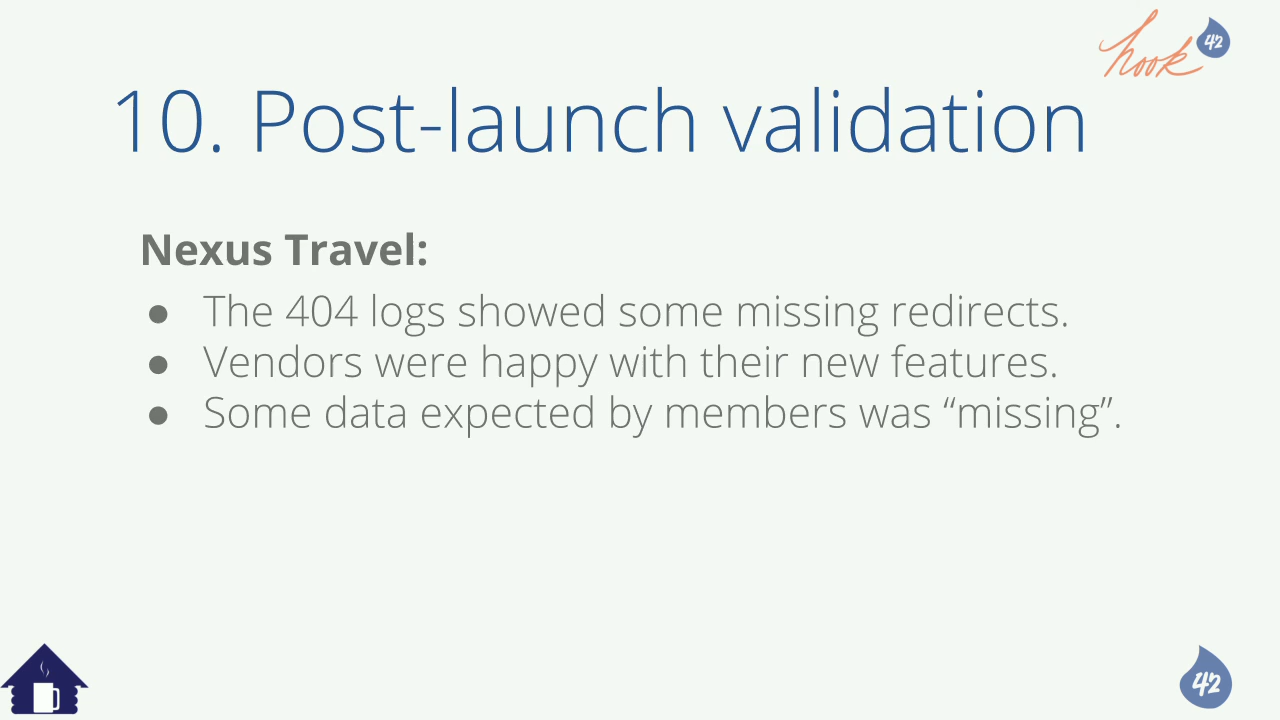 hook 42
10. Post-launch validation
Nexus Travel:
● The 404 logs showed some missing redirects.
● Vendors were happy with their new features.
● Some data expected by members was “missing”.
42